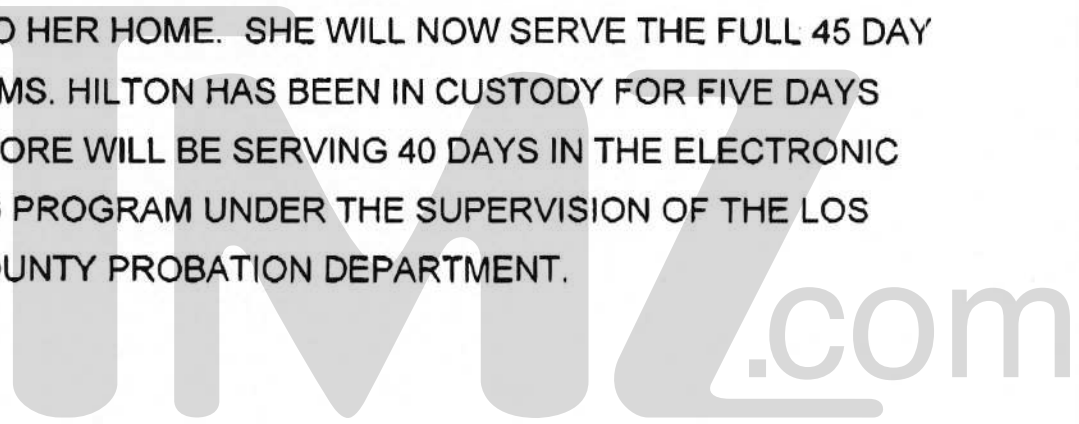 HER HOME. SHE WILL NOW SERVE THE FULL 45 DAY
MS. HILTON HAS BEEN IN CUSTODY FOR FIVE DAYS
ORE WILL BE SERVING 40 DAYS IN THE ELECTRONIC
PROGRAM UNDER THE SUPERVISION OF THE LOS
UNTY PROBATION DEPARTMENT.
TMZ.com